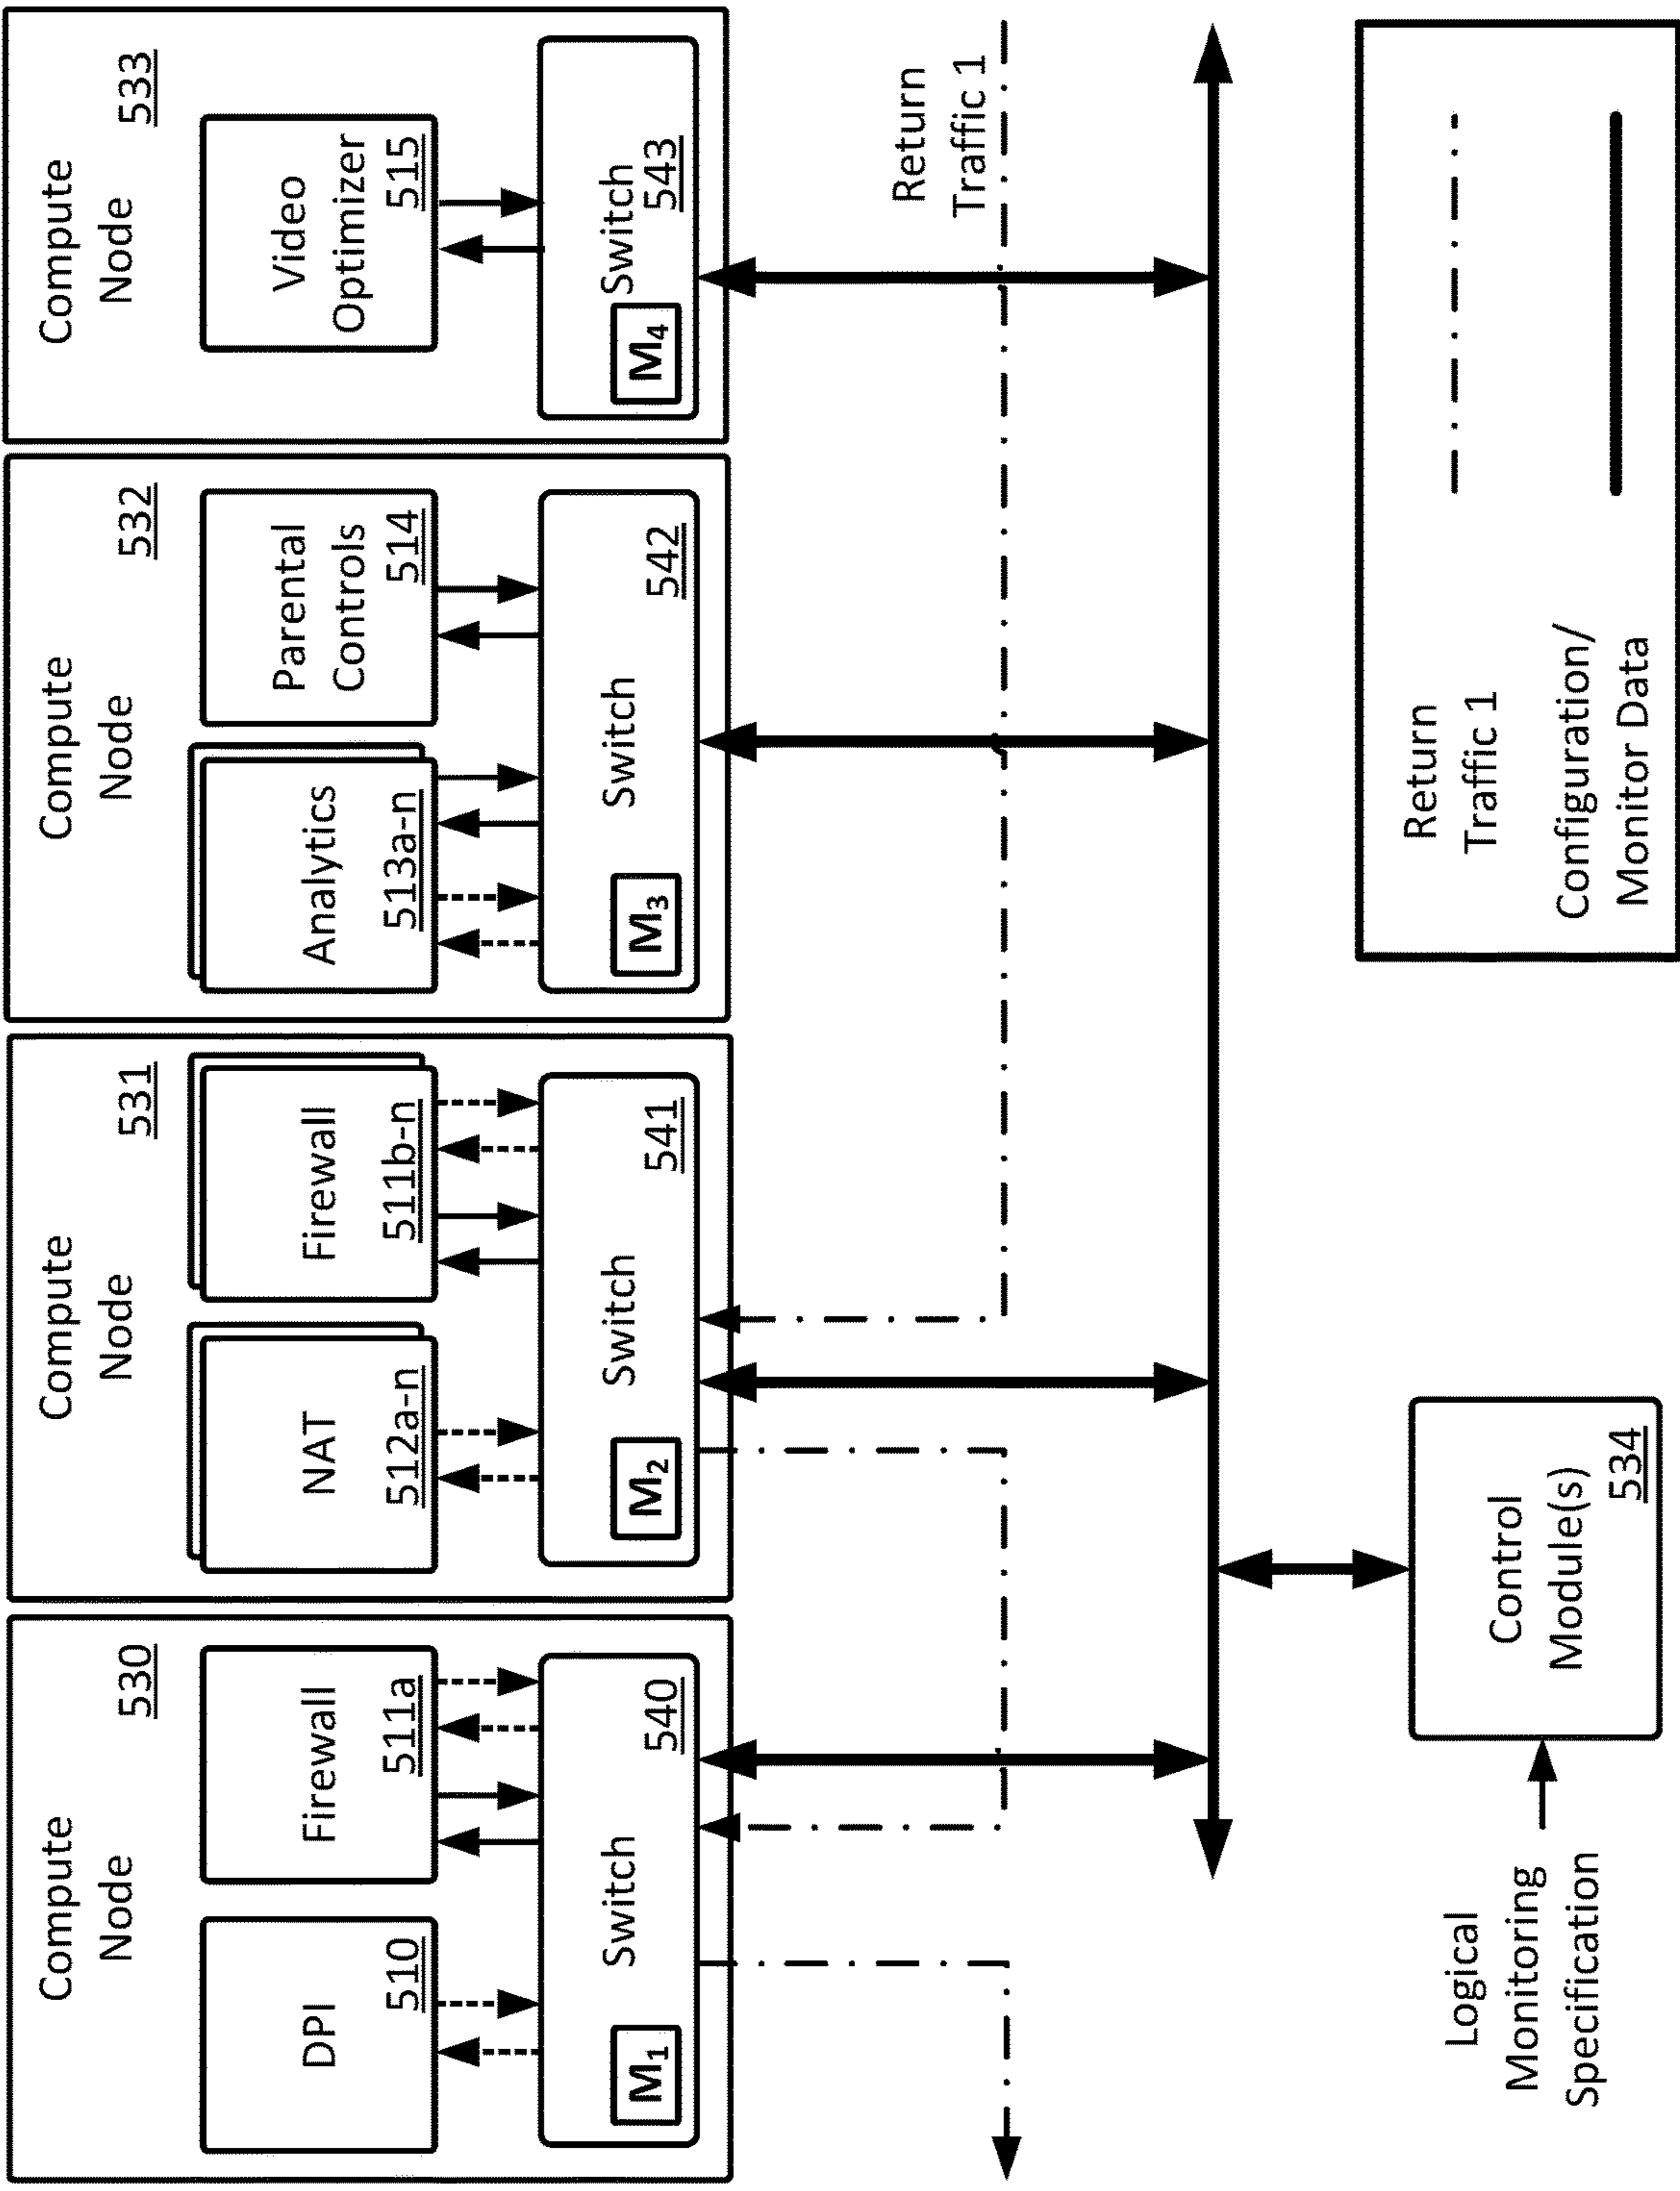 Compute
Node
530
DPI
510
Firewall
511a
Switch
540
M1
Compute
Node
531
NAT
512a-n
Firewall
511b-n
Switch
541
M2
Compute
Node
532
Analytics
513a-n
Parental
Controls
514
Switch
542
M3
Compute
Node
533
Video
Optimizer
515
Switch
543
M4
Return
Traffic 1
Logical
Monitoring
Specification
Control
Module(s)
534
Return
Traffic 1
Configuration/
Monitor Data